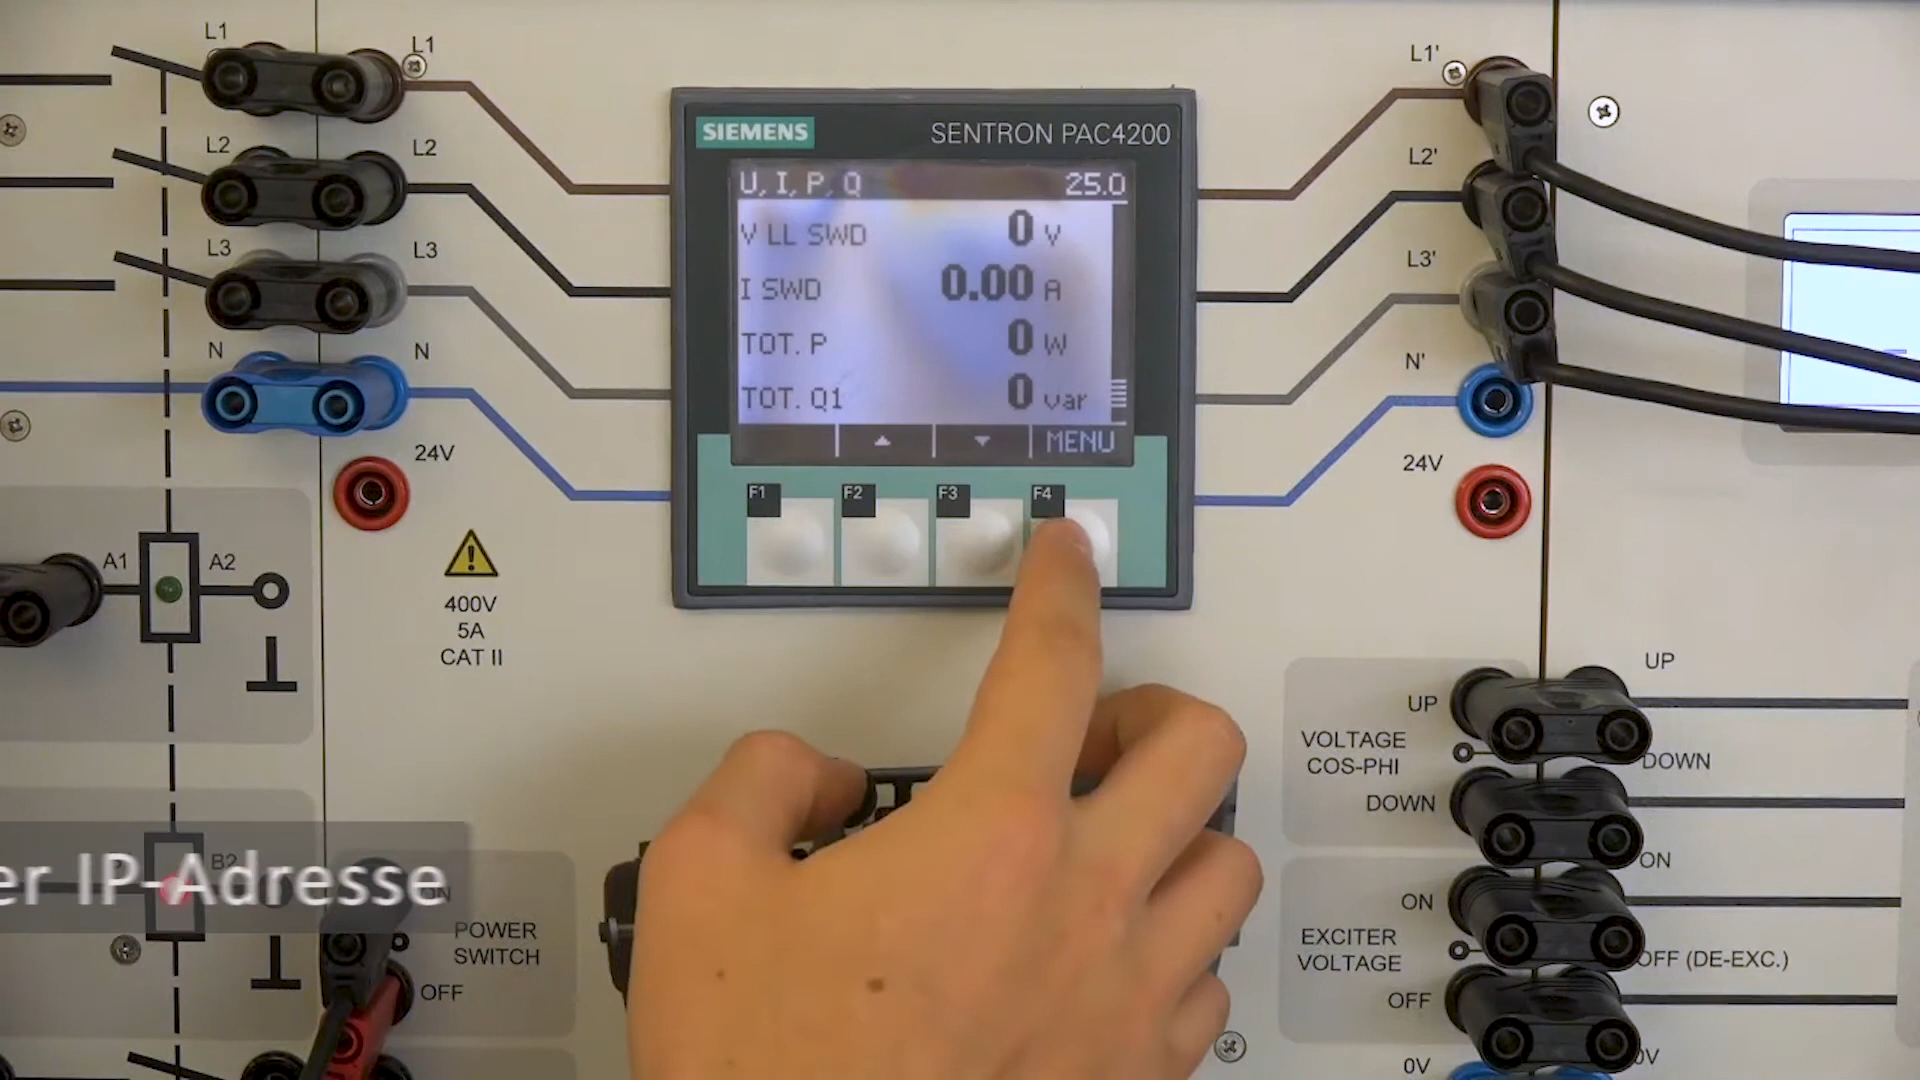 L1
L1
L2
L2
L3
L3
N
N
24V
400V
5A
CAT II
A1
A2
B2
er IP-Adresse
POWER
SWITCH
OFF
SIEMENS
SENTRON PAC4200
U, I, P, Q 25.0
V LL SWD 0 V
I SWD 0.00 A
TOT. P 0 W
TOT. Q1 0 var
MENU
F1
F2
F3
F4
L1'
L2'
L3'
N'
24V
UP
UP
VOLTAGE
COS-PHI
DOWN
DOWN
ON
ON
EXCITER
VOLTAGE
OFF (DE-EXC.)
OFF
0V
0V